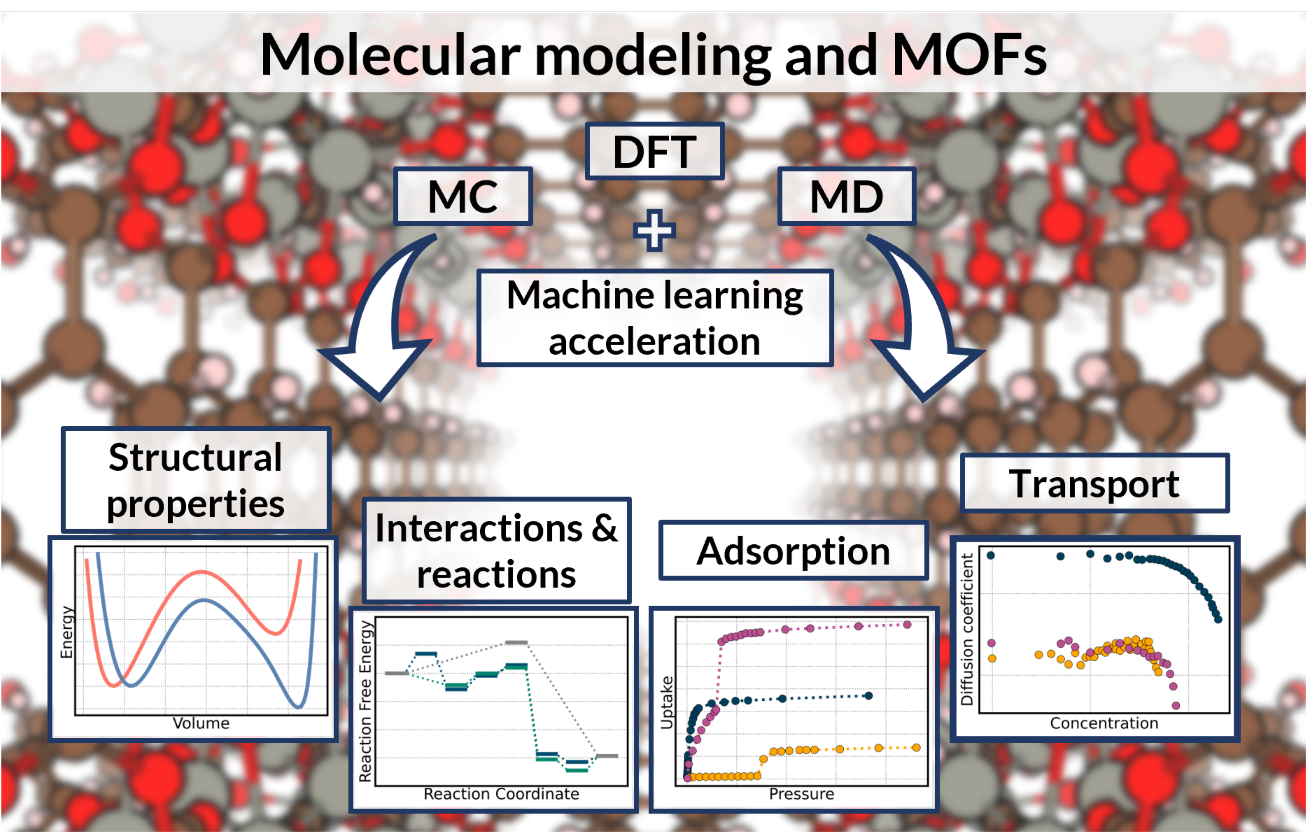 Molecular modeling and MOFs
DFT
MC
MD
Machine learning
acceleration
Structural
properties
Energy
Volume
Interactions &
reactions
Reaction Free Energy
Reaction Coordinate
Adsorption
Uptake
Pressure
Transport
Diffusion coefficient
Concentration